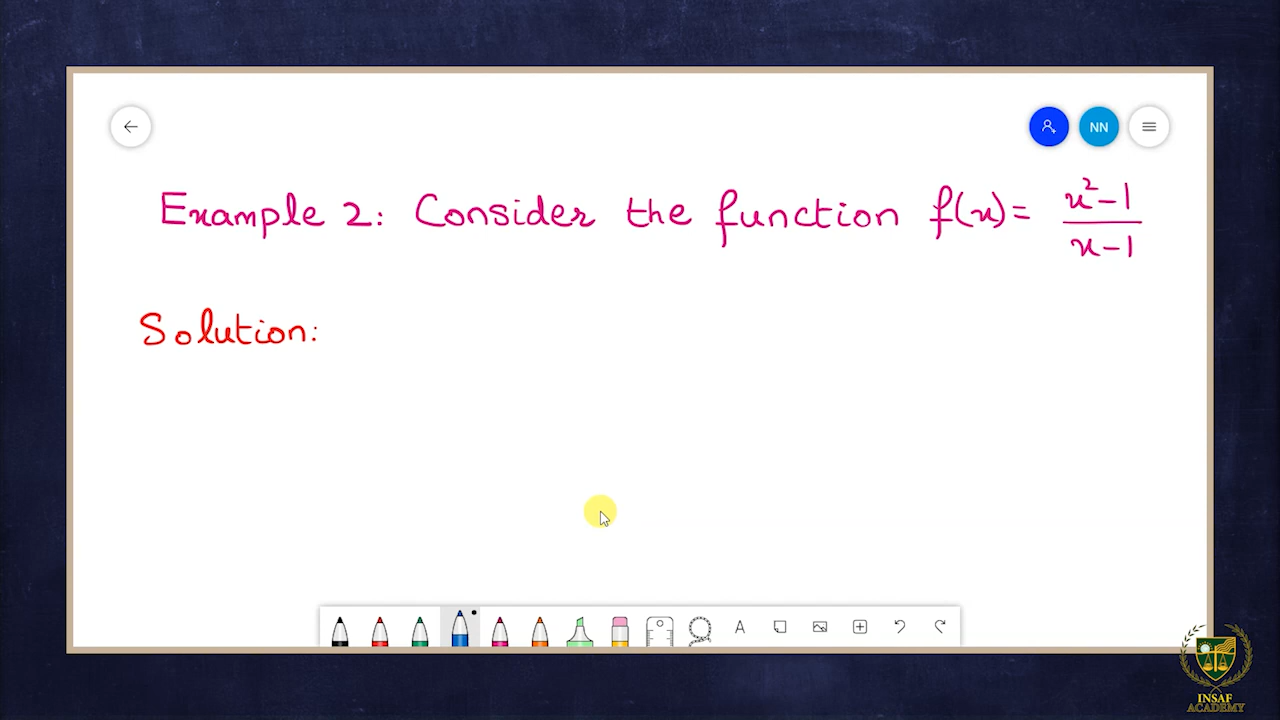 NN
Example 2: Consider the function f(x) = x²-1 / x-1
Solution:
A
INSAF
ACADEMY